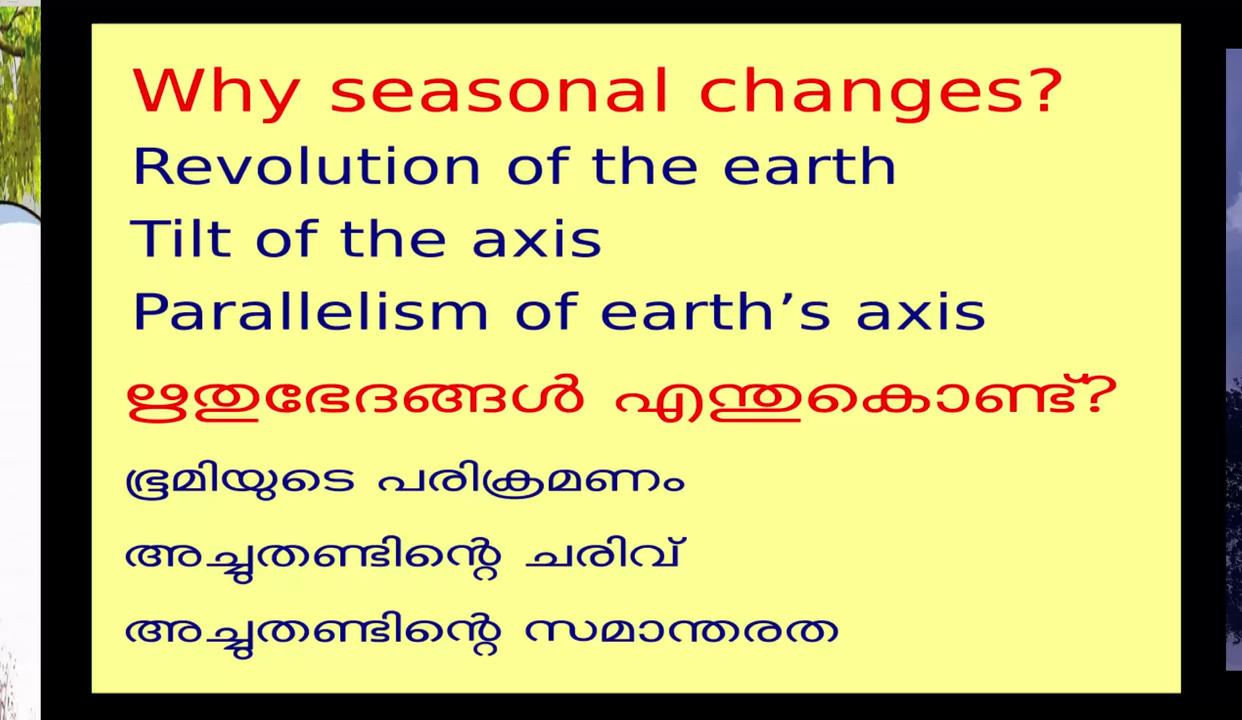 Why seasonal changes?
Revolution of the earth
Tilt of the axis
Parallelism of earth’s axis
ഋതുഭേദങ്ങൾ എന്തുകൊണ്ട്?
ഭൂമിയുടെ പരിക്രമണം
അച്ചുതണ്ടിന്റെ ചരിവ്
അച്ചുതണ്ടിന്റെ സമാന്തരത